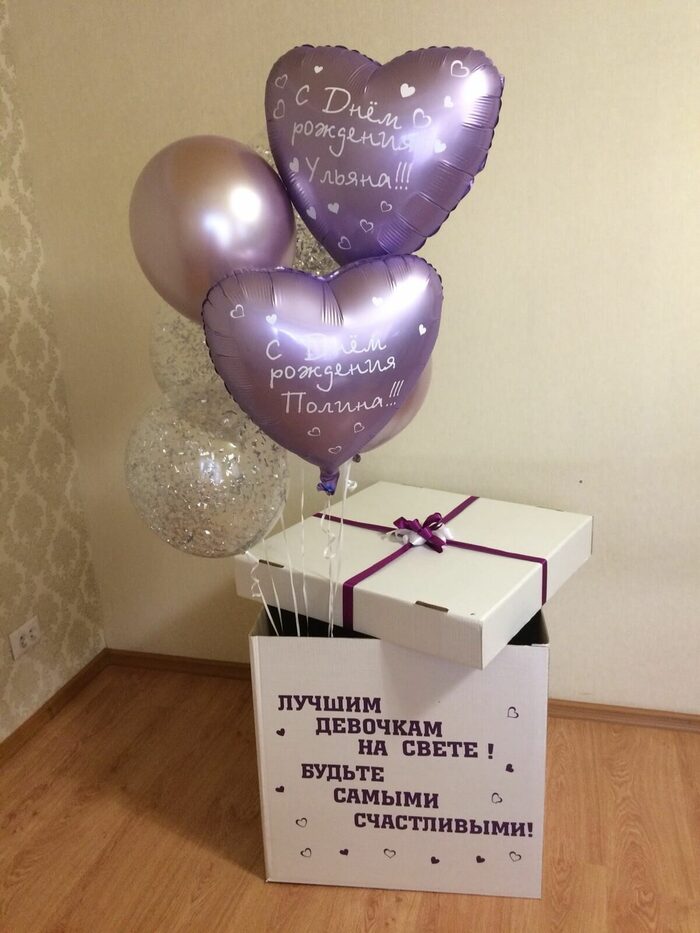 С Днём
рождения
Ульяна!!!
С Днём
рождения
Полина!!!
ЛУЧШИМ
ДЕВОЧКАМ
НА СВЕТЕ!
БУДЬТЕ
САМЫМИ
СЧАСТЛИВЫМИ!